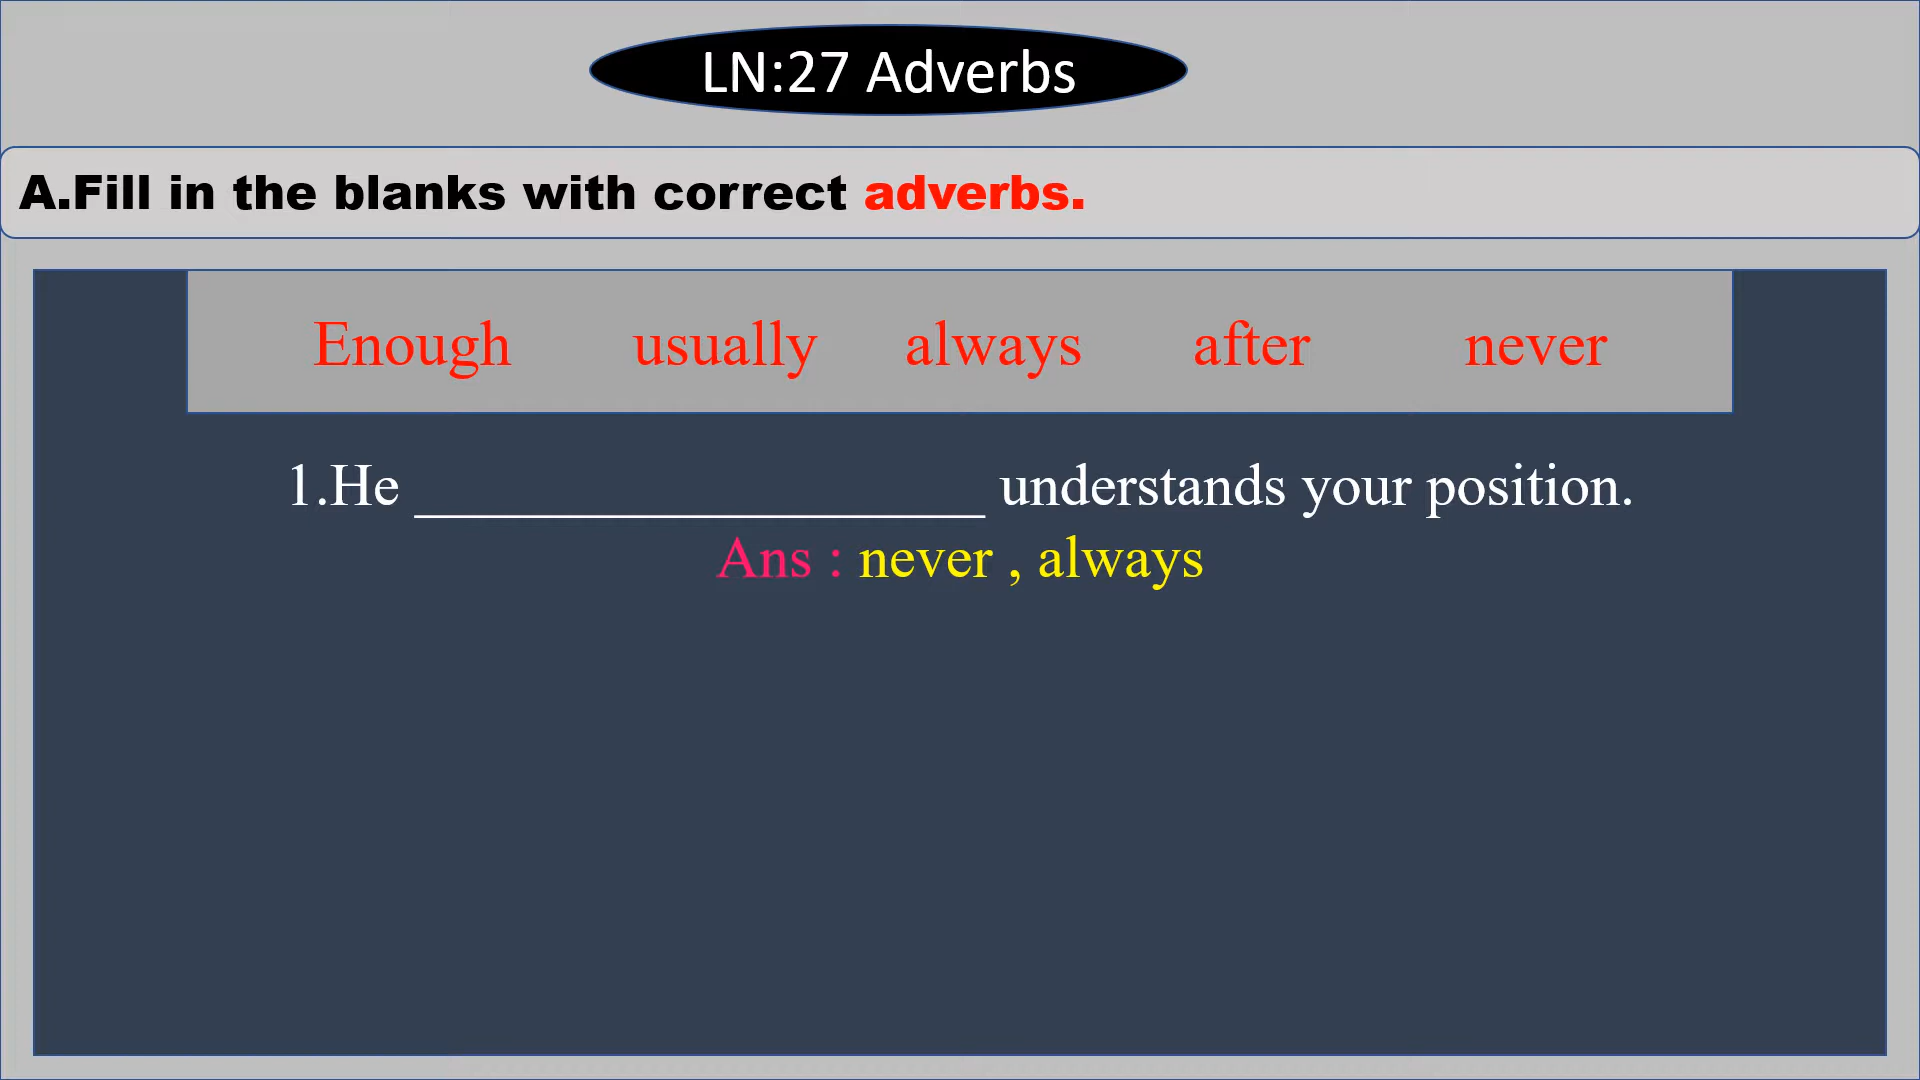 LN:27 Adverbs
A.Fill in the blanks with correct adverbs.
Enough usually always after never
1.He ____________________ understands your position.
Ans : never , always